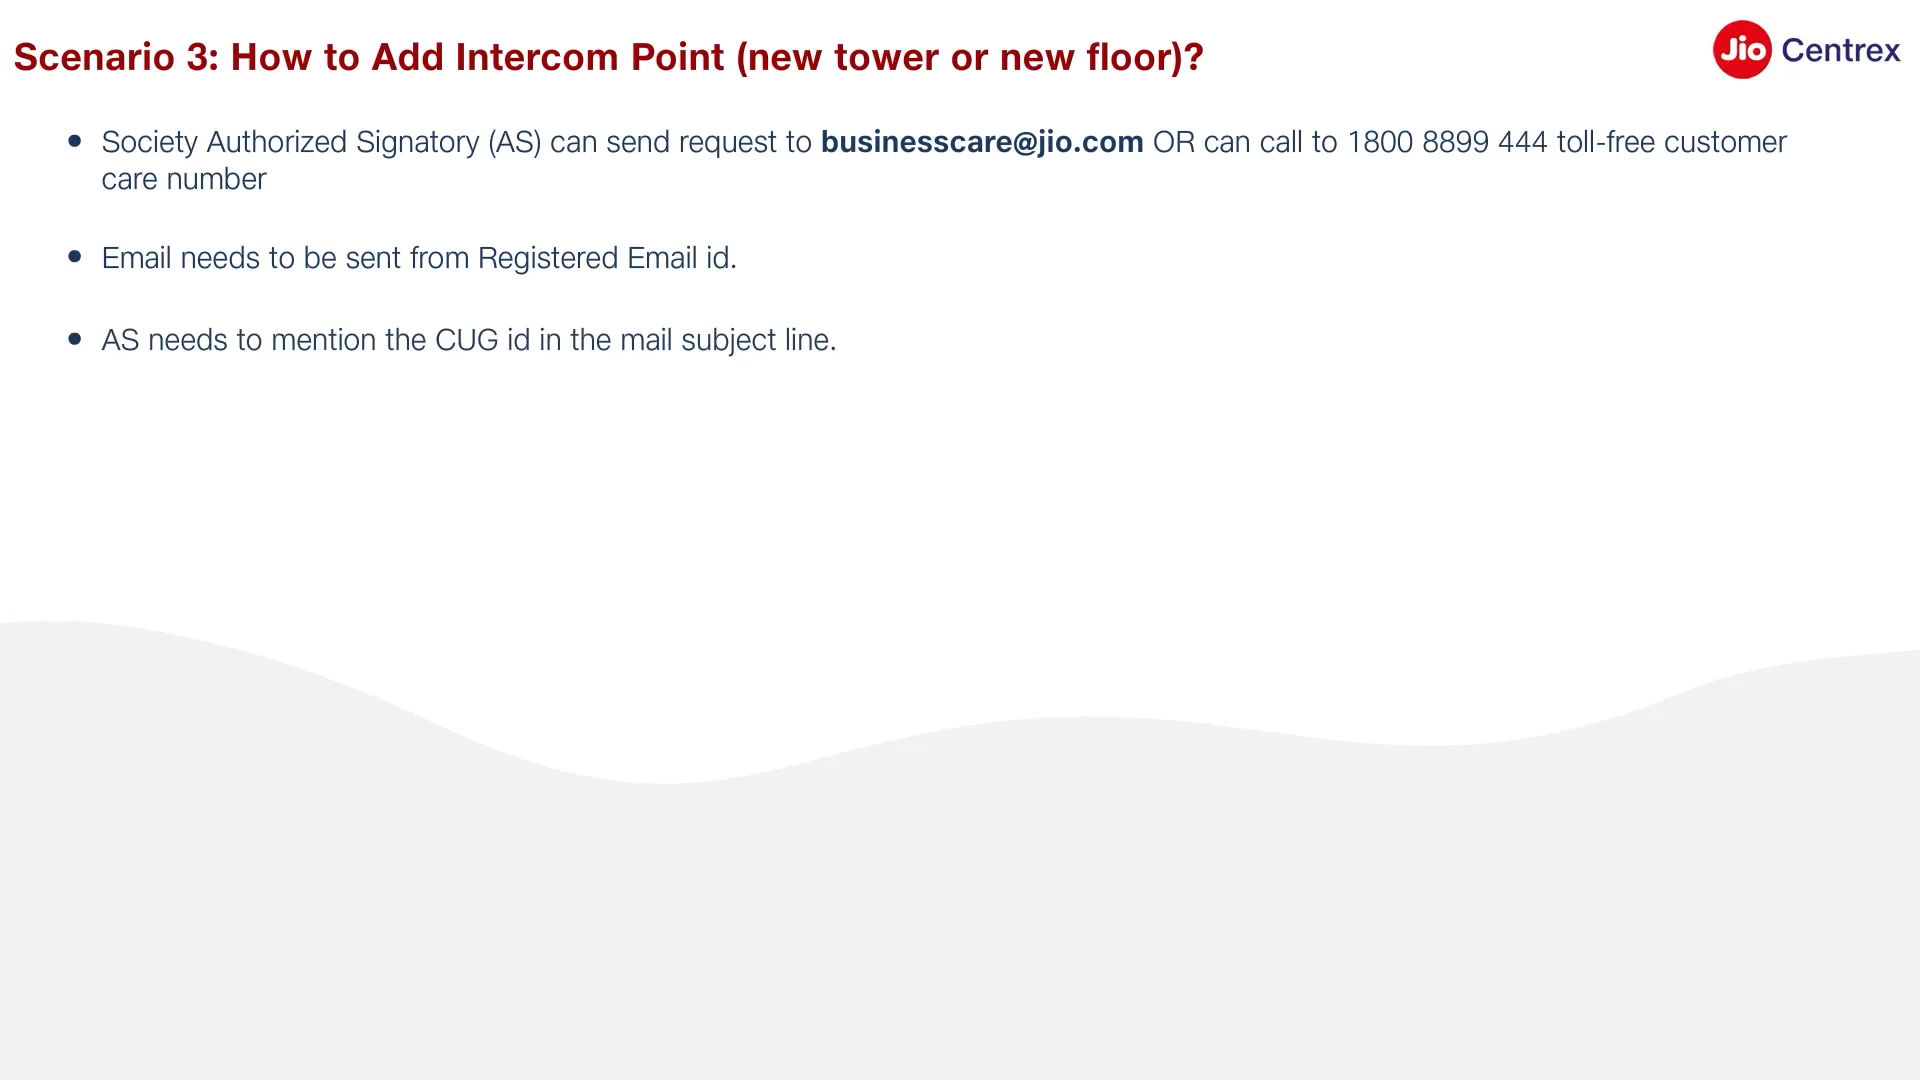 Scenario 3: How to Add Intercom Point (new tower or new floor)?
Jio Centrex
• Society Authorized Signatory (AS) can send request to businesscare@jio.com OR can call to 1800 8899 444 toll-free customer
care number
• Email needs to be sent from Registered Email id.
• AS needs to mention the CUG id in the mail subject line.